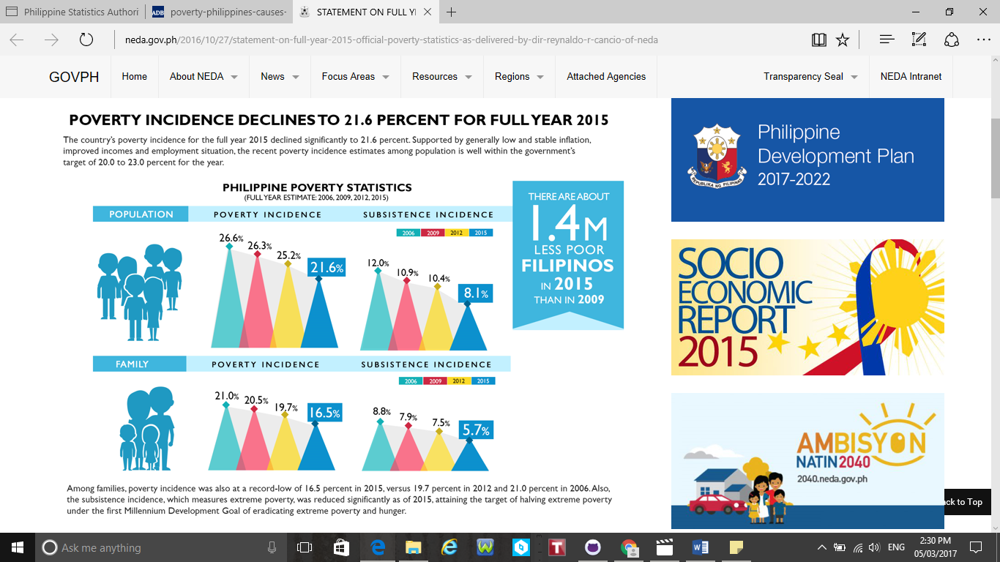 Philippine Statistics Authori
ADB poverty-philippines-causes-
STATEMENT ON FULL YI
neda.gov.ph/2016/10/27/statement-on-full-year-2015-official-poverty-statistics-as-delivered-by-dir-reynaldo-r-cancio-of-neda
GOVPH Home About NEDA News Focus Areas Resources Regions Attached Agencies Transparency Seal NEDA Intranet
POVERTY INCIDENCE DECLINES TO 21.6 PERCENT FOR FULL YEAR 2015
The country's poverty incidence for the full year 2015 declined significantly to 21.6 percent. Supported by generally low and stable inflation,
improved incomes and employment situation, the recent poverty incidence estimates among population is well within the government's
target of 20.0 to 23.0 percent for the year.
PHILIPPINE POVERTY STATISTICS
(FULL YEAR ESTIMATE: 2006, 2009, 2012, 2015)
POPULATION POVERTY INCIDENCE SUBSISTENCE INCIDENCE
2006 2009 2012 2015
26.6% 26.3% 25.2% 21.6%
12.0% 10.9% 10.4% 8.1%
THERE ARE ABOUT
1.4M
LESS POOR
FILIPINOS
IN 2015
THAN IN 2009
FAMILY POVERTY INCIDENCE SUBSISTENCE INCIDENCE
2006 2009 2012 2015
21.0% 20.5% 19.7% 16.5%
8.8% 7.9% 7.5% 5.7%
Among families, poverty incidence was also at a record-low of 16.5 percent in 2015, versus 19.7 percent in 2012 and 21.0 percent in 2006. Also,
the subsistence incidence, which measures extreme poverty, was reduced significantly as of 2015, attaining the target of halving extreme poverty
under the first Millennium Development Goal of eradicating extreme poverty and hunger.
REPUBLIKA NG PILIPINAS
Philippine
Development Plan
2017-2022
SOCIO
ECONOMIC
REPORT
2015
AMBISYON
NATIN 2040
2040.neda.gov.ph
ck to Top
Ask me anything
ENG
2:30 PM
05/03/2017